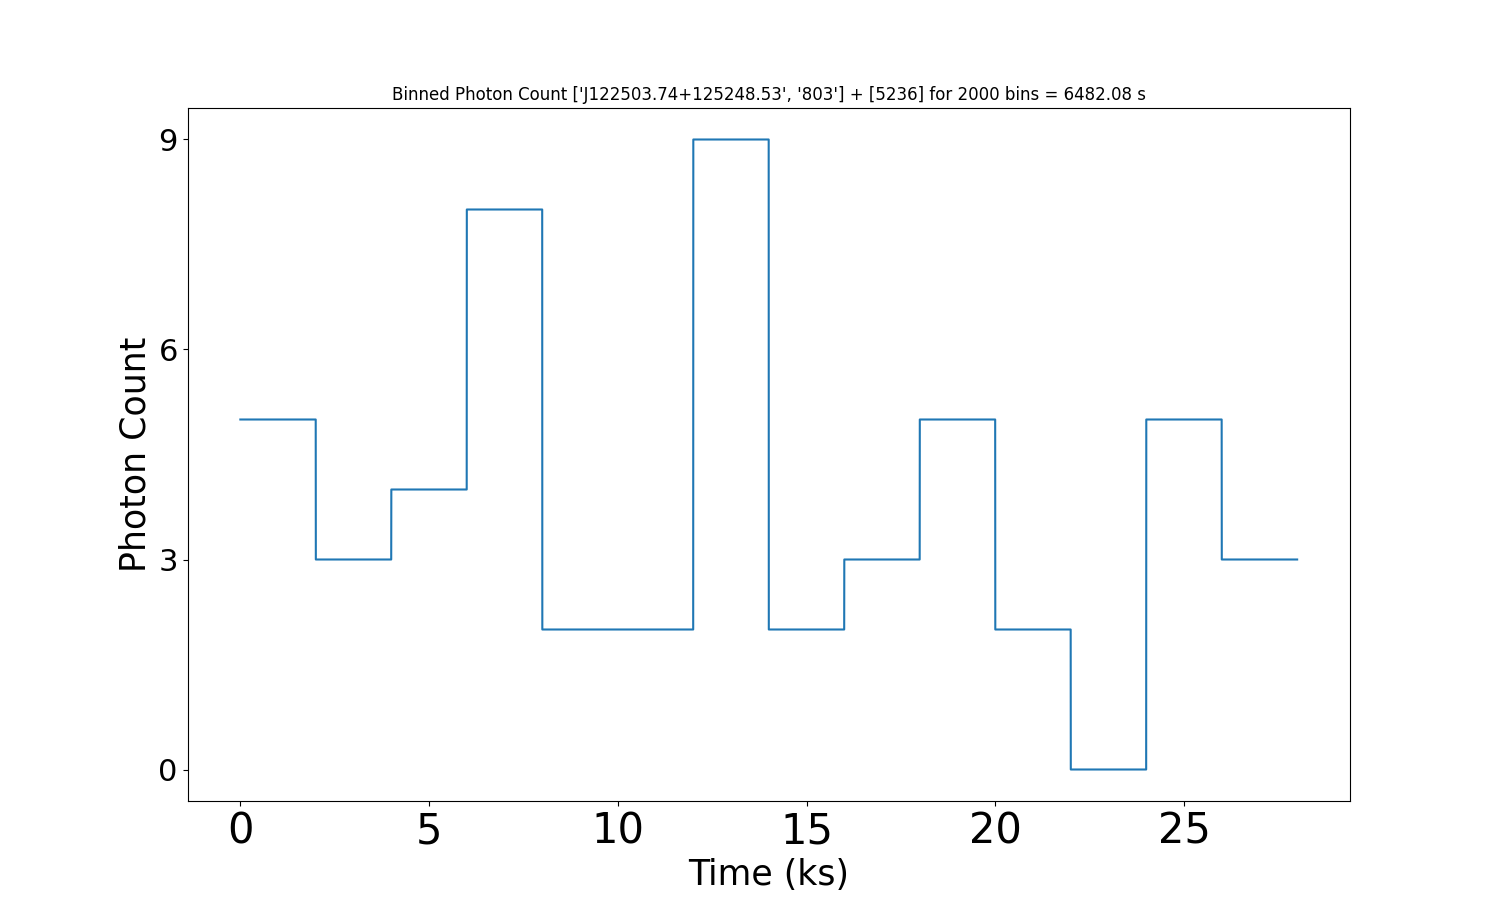 Binned Photon Count ['J122503.74+125248.53', '803'] + [5236] for 2000 bins = 6482.08 s
9
6
3
0
Photon Count
0 5 10 15 20 25
Time (ks)